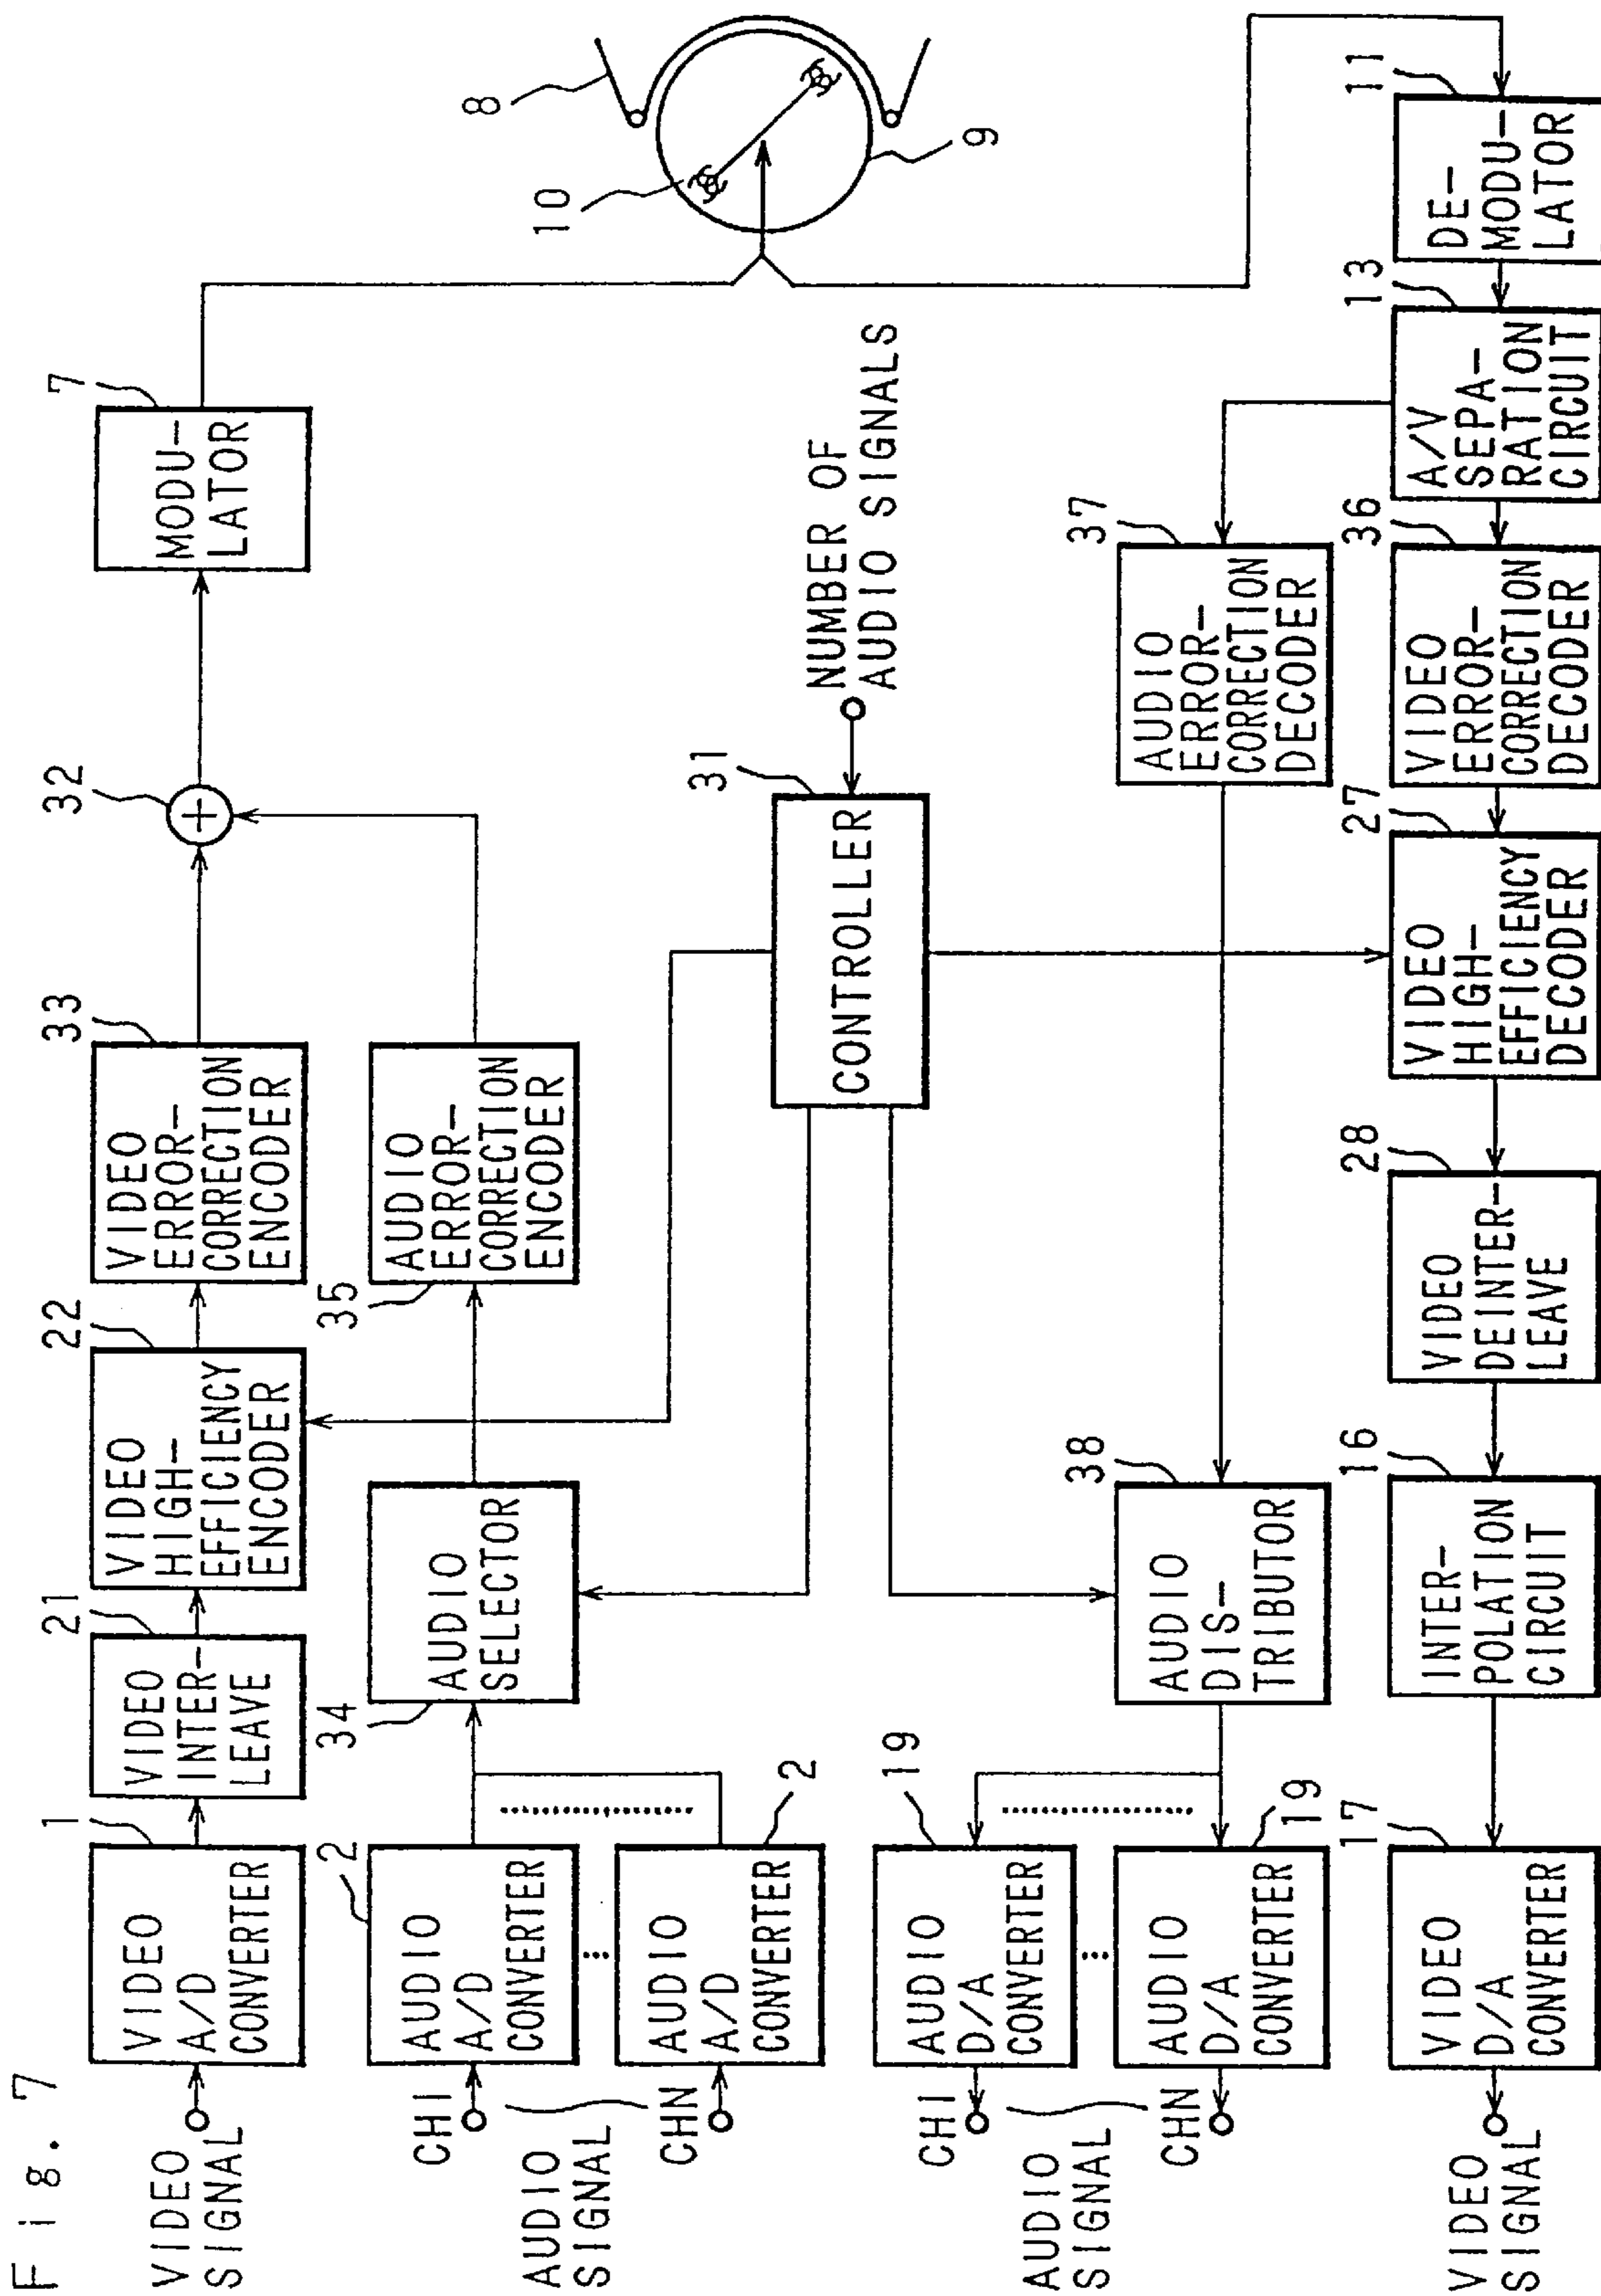 Fig. 7
VIDEO
SIGNAL
1
VIDEO
A/D
CONVERTER
21
VIDEO
INTER-
LEAVE
22
VIDEO
HIGH-
EFFICIENCY
ENCODER
33
VIDEO
ERROR-
CORRECTION
ENCODER
32
+
7
MODU-
LATOR
8
10
9
AUDIO
SIGNAL
CH1
CHN
2
AUDIO
A/D
CONVERTER
2
AUDIO
A/D
CONVERTER
34
AUDIO
SELECTOR
35
AUDIO
ERROR-
CORRECTION
ENCODER
31
CONTROLLER
NUMBER OF
AUDIO SIGNALS
AUDIO
SIGNAL
CH1
CHN
19
AUDIO
D/A
CONVERTER
19
AUDIO
D/A
CONVERTER
38
AUDIO
DIS-
TRIBUTOR
37
AUDIO
ERROR-
CORRECTION
DECODER
VIDEO
SIGNAL
17
VIDEO
D/A
CONVERTER
16
INTER-
POLATION
CIRCUIT
28
VIDEO
DEINTER-
LEAVE
27
VIDEO
HIGH-
EFFICIENCY
DECODER
36
VIDEO
ERROR-
CORRECTION
DECODER
13
A/V
SEPA-
RATION
CIRCUIT
11
DE-
MODU-
LATOR